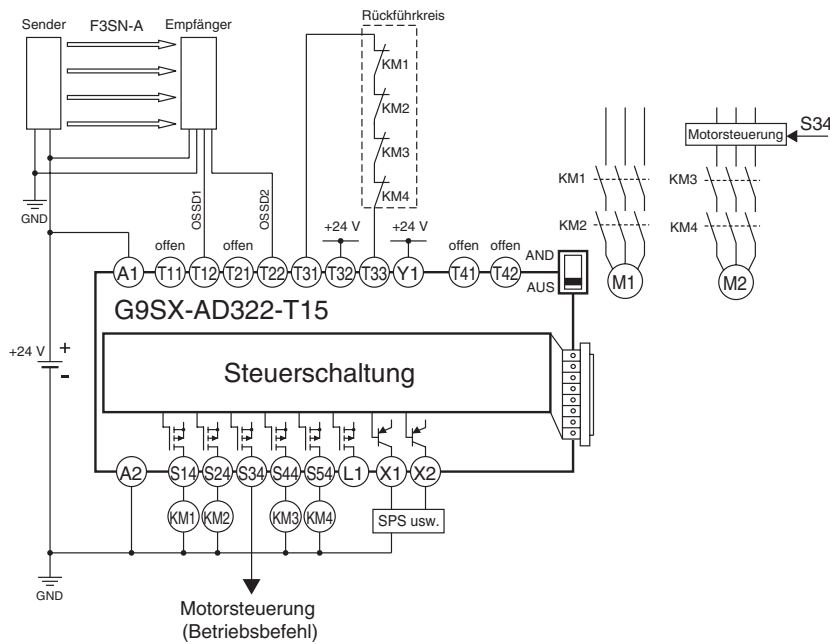 Sender F3SN-A Empfänger
Rückführkreis
KM1
KM2
KM3
KM4
OSSD1
OSSD2
GND
Motorsteuerung S34
KM1
KM2
KM3
KM4
M1
M2
+24 V +24 V
offen offen offen offen
A1 T11 T12 T21 T22 T31 T32 T33 Y1 T41 T42
AND
AUS
G9SX-AD322-T15
+24 V + -
Steuerschaltung
A2 S14 S24 S34 S44 S54 L1 X1 X2
KM1 KM2 KM3 KM4 SPS usw.
GND
Motorsteuerung
(Betriebsbefehl)